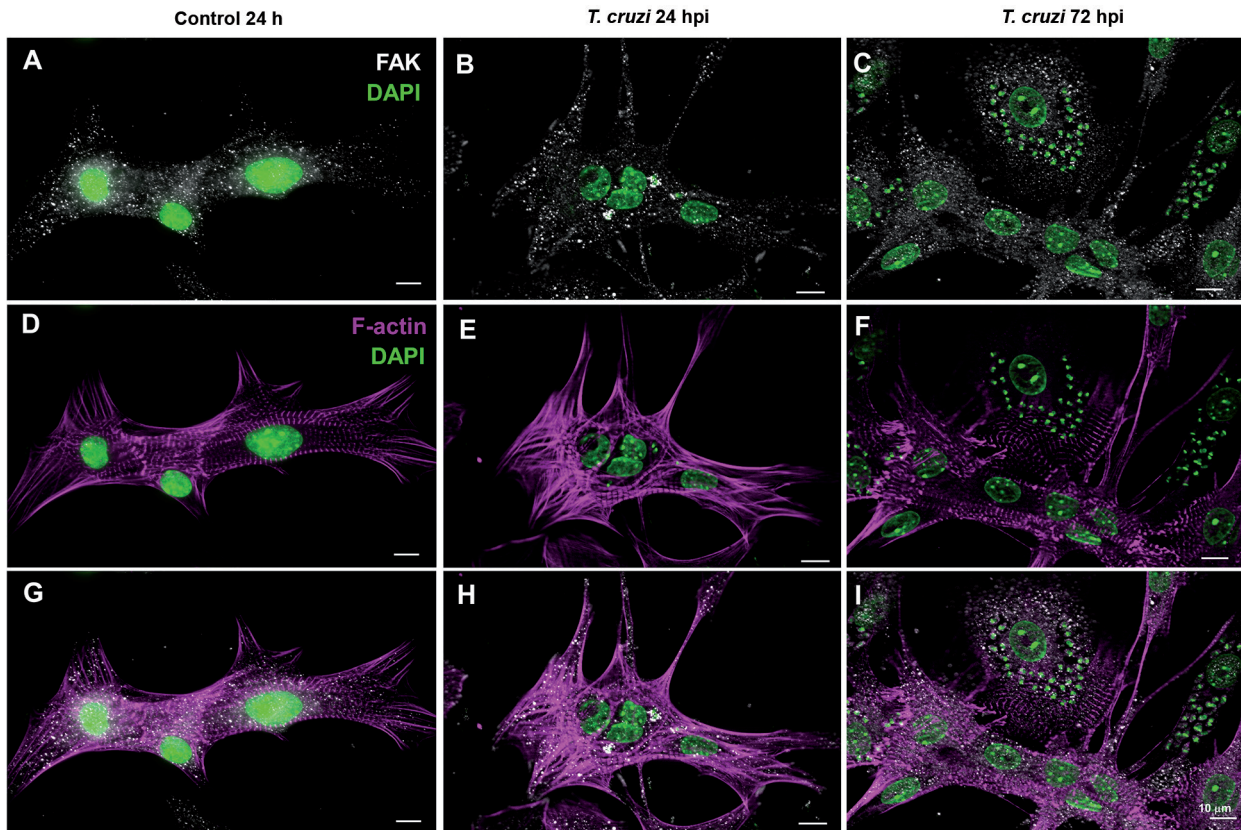 Control 24 h
T. cruzi 24 hpi
T. cruzi 72 hpi
A
FAK
DAPI
B
C
D
F-actin
DAPI
E
F
G
H
I
10 µm